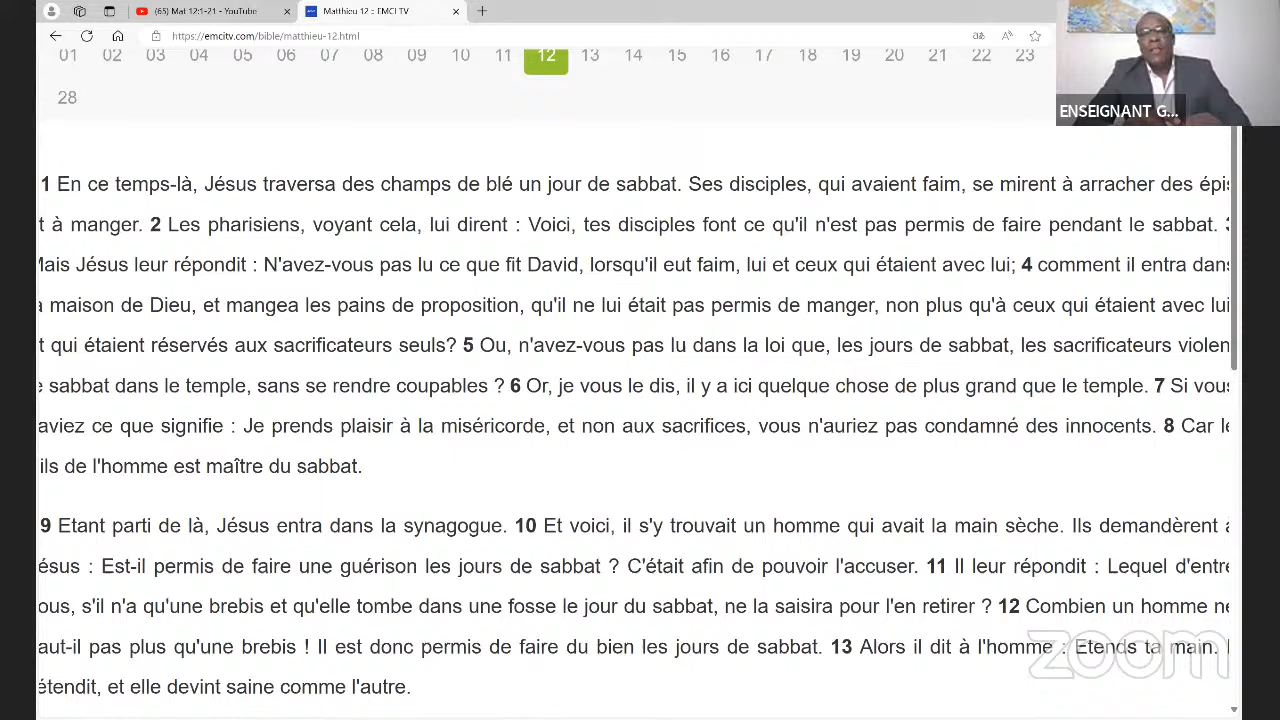 (65) Mat 12:1-21 - YouTube
Matthieu 12 :: EMCI TV
https://emcitv.com/bible/matthieu-12.html
01 02 03 04 05 06 07 08 09 10 11 12 13 14 15 16 17 18 19 20 21 22 23
28
ENSEIGNANT G...
1 En ce temps-là, Jésus traversa des champs de blé un jour de sabbat. Ses disciples, qui avaient faim, se mirent à arracher des épis
t à manger. 2 Les pharisiens, voyant cela, lui dirent : Voici, tes disciples font ce qu'il n'est pas permis de faire pendant le sabbat. 3
Mais Jésus leur répondit : N'avez-vous pas lu ce que fit David, lorsqu'il eut faim, lui et ceux qui étaient avec lui; 4 comment il entra dans
a maison de Dieu, et mangea les pains de proposition, qu'il ne lui était pas permis de manger, non plus qu'à ceux qui étaient avec lui
t qui étaient réservés aux sacrificateurs seuls? 5 Ou, n'avez-vous pas lu dans la loi que, les jours de sabbat, les sacrificateurs violen
e sabbat dans le temple, sans se rendre coupables ? 6 Or, je vous le dis, il y a ici quelque chose de plus grand que le temple. 7 Si vous
aviez ce que signifie : Je prends plaisir à la miséricorde, et non aux sacrifices, vous n'auriez pas condamné des innocents. 8 Car le
ils de l'homme est maître du sabbat.
9 Etant parti de là, Jésus entra dans la synagogue. 10 Et voici, il s'y trouvait un homme qui avait la main sèche. Ils demandèrent à
ésus : Est-il permis de faire une guérison les jours de sabbat ? C'était afin de pouvoir l'accuser. 11 Il leur répondit : Lequel d'entre
ous, s'il n'a qu'une brebis et qu'elle tombe dans une fosse le jour du sabbat, ne la saisira pour l'en retirer ? 12 Combien un homme ne
aut-il pas plus qu'une brebis ! Il est donc permis de faire du bien les jours de sabbat. 13 Alors il dit à l'homme : Etends ta main. I
étendit, et elle devint saine comme l'autre.
zoom